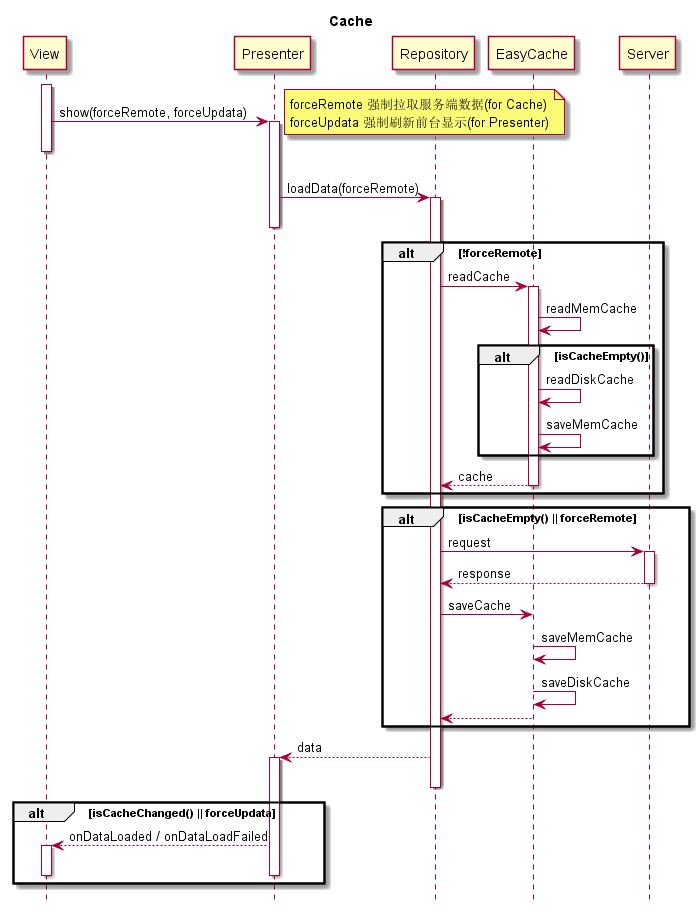 Cache
View
Presenter
Repository
EasyCache
Server
show(forceRemote, forceUpdata)
forceRemote 强制拉取服务端数据(for Cache)
forceUpdata 强制刷新前台显示(for Presenter)
loadData(forceRemote)
alt
[!forceRemote]
readCache
readMemCache
alt
[isCacheEmpty()]
readDiskCache
saveMemCache
cache
alt
[isCacheEmpty() || forceRemote]
request
response
saveCache
saveMemCache
saveDiskCache
data
alt
[isCacheChanged() || forceUpdata]
onDataLoaded / onDataLoadFailed